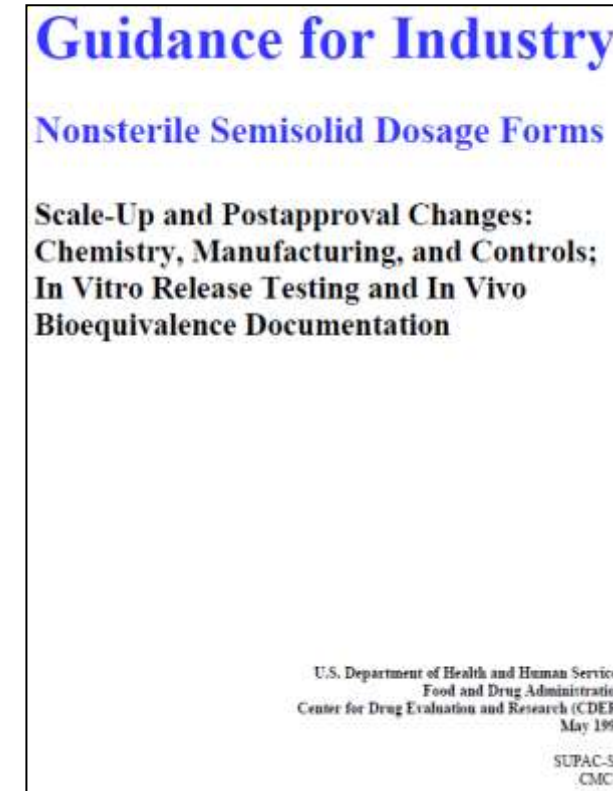 Guidance for Industry
Nonsterile Semisolid Dosage Forms
Scale-Up and Postapproval Changes:
Chemistry, Manufacturing, and Controls;
In Vitro Release Testing and In Vivo
Bioequivalence Documentation
U.S. Department of Health and Human Service
Food and Drug Administratio
Center for Drug Evaluation and Research (CDER
May 199
SUPAC-S
CMC